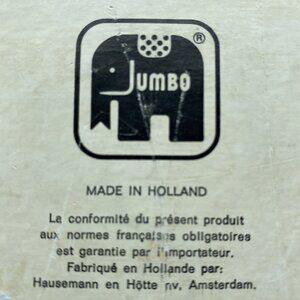 JUMBO
®
MADE IN HOLLAND
La conformité du présent produit
aux normes françaises obligatoires
est garantie par l'importateur.
Fabriqué en Hollande par:
Hausemann en Hötte nv, Amsterdam.